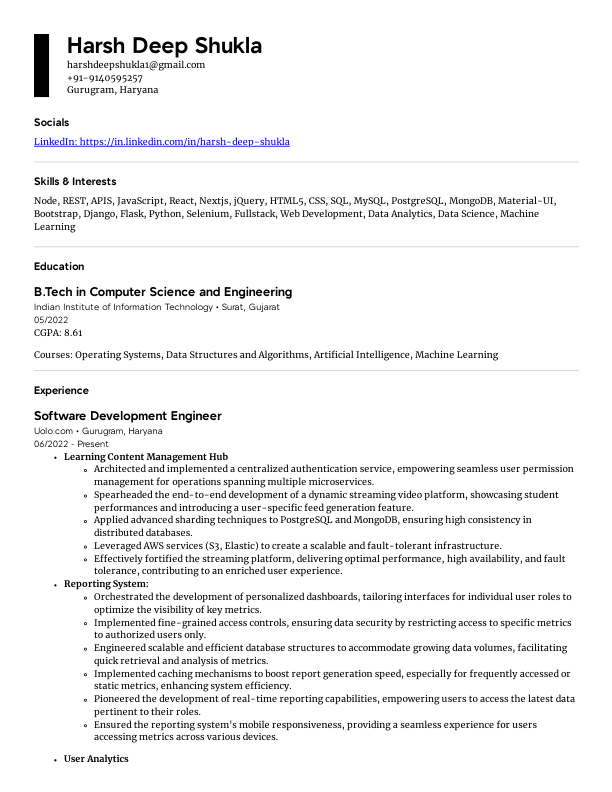 Harsh Deep Shukla
harshdeepshukla1@gmail.com
+91-9140595257
Gurugram, Haryana
Socials
LinkedIn: https://in.linkedin.com/in/harsh-deep-shukla
Skills & Interests
Node, REST, APIS, JavaScript, React, Nextjs, jQuery, HTML5, CSS, SQL, MySQL, PostgreSQL, MongoDB, Material-UI,
Bootstrap, Django, Flask, Python, Selenium, Fullstack, Web Development, Data Analytics, Data Science, Machine
Learning
Education
B.Tech in Computer Science and Engineering
Indian Institute of Information Technology • Surat, Gujarat
05/2022
CGPA: 8.61
Courses: Operating Systems, Data Structures and Algorithms, Artificial Intelligence, Machine Learning
Experience
Software Development Engineer
Uolo.com • Gurugram, Haryana
06/2022 - Present
• Learning Content Management Hub
◦ Architected and implemented a centralized authentication service, empowering seamless user permission
management for operations spanning multiple microservices.
◦ Spearheaded the end-to-end development of a dynamic streaming video platform, showcasing student
performances and introducing a user-specific feed generation feature.
◦ Applied advanced sharding techniques to PostgreSQL and MongoDB, ensuring high consistency in
distributed databases.
◦ Leveraged AWS services (S3, Elastic) to create a scalable and fault-tolerant infrastructure.
◦ Effectively fortified the streaming platform, delivering optimal performance, high availability, and fault
tolerance, contributing to an enriched user experience.
• Reporting System:
◦ Orchestrated the development of personalized dashboards, tailoring interfaces for individual user roles to
optimize the visibility of key metrics.
◦ Implemented fine-grained access controls, ensuring data security by restricting access to specific metrics
to authorized users only.
◦ Engineered scalable and efficient database structures to accommodate growing data volumes, facilitating
quick retrieval and analysis of metrics.
◦ Implemented caching mechanisms to boost report generation speed, especially for frequently accessed or
static metrics, enhancing system efficiency.
◦ Pioneered the development of real-time reporting capabilities, empowering users to access the latest data
pertinent to their roles.
◦ Ensured the reporting system's mobile responsiveness, providing a seamless experience for users
accessing metrics across various devices.
• User Analytics